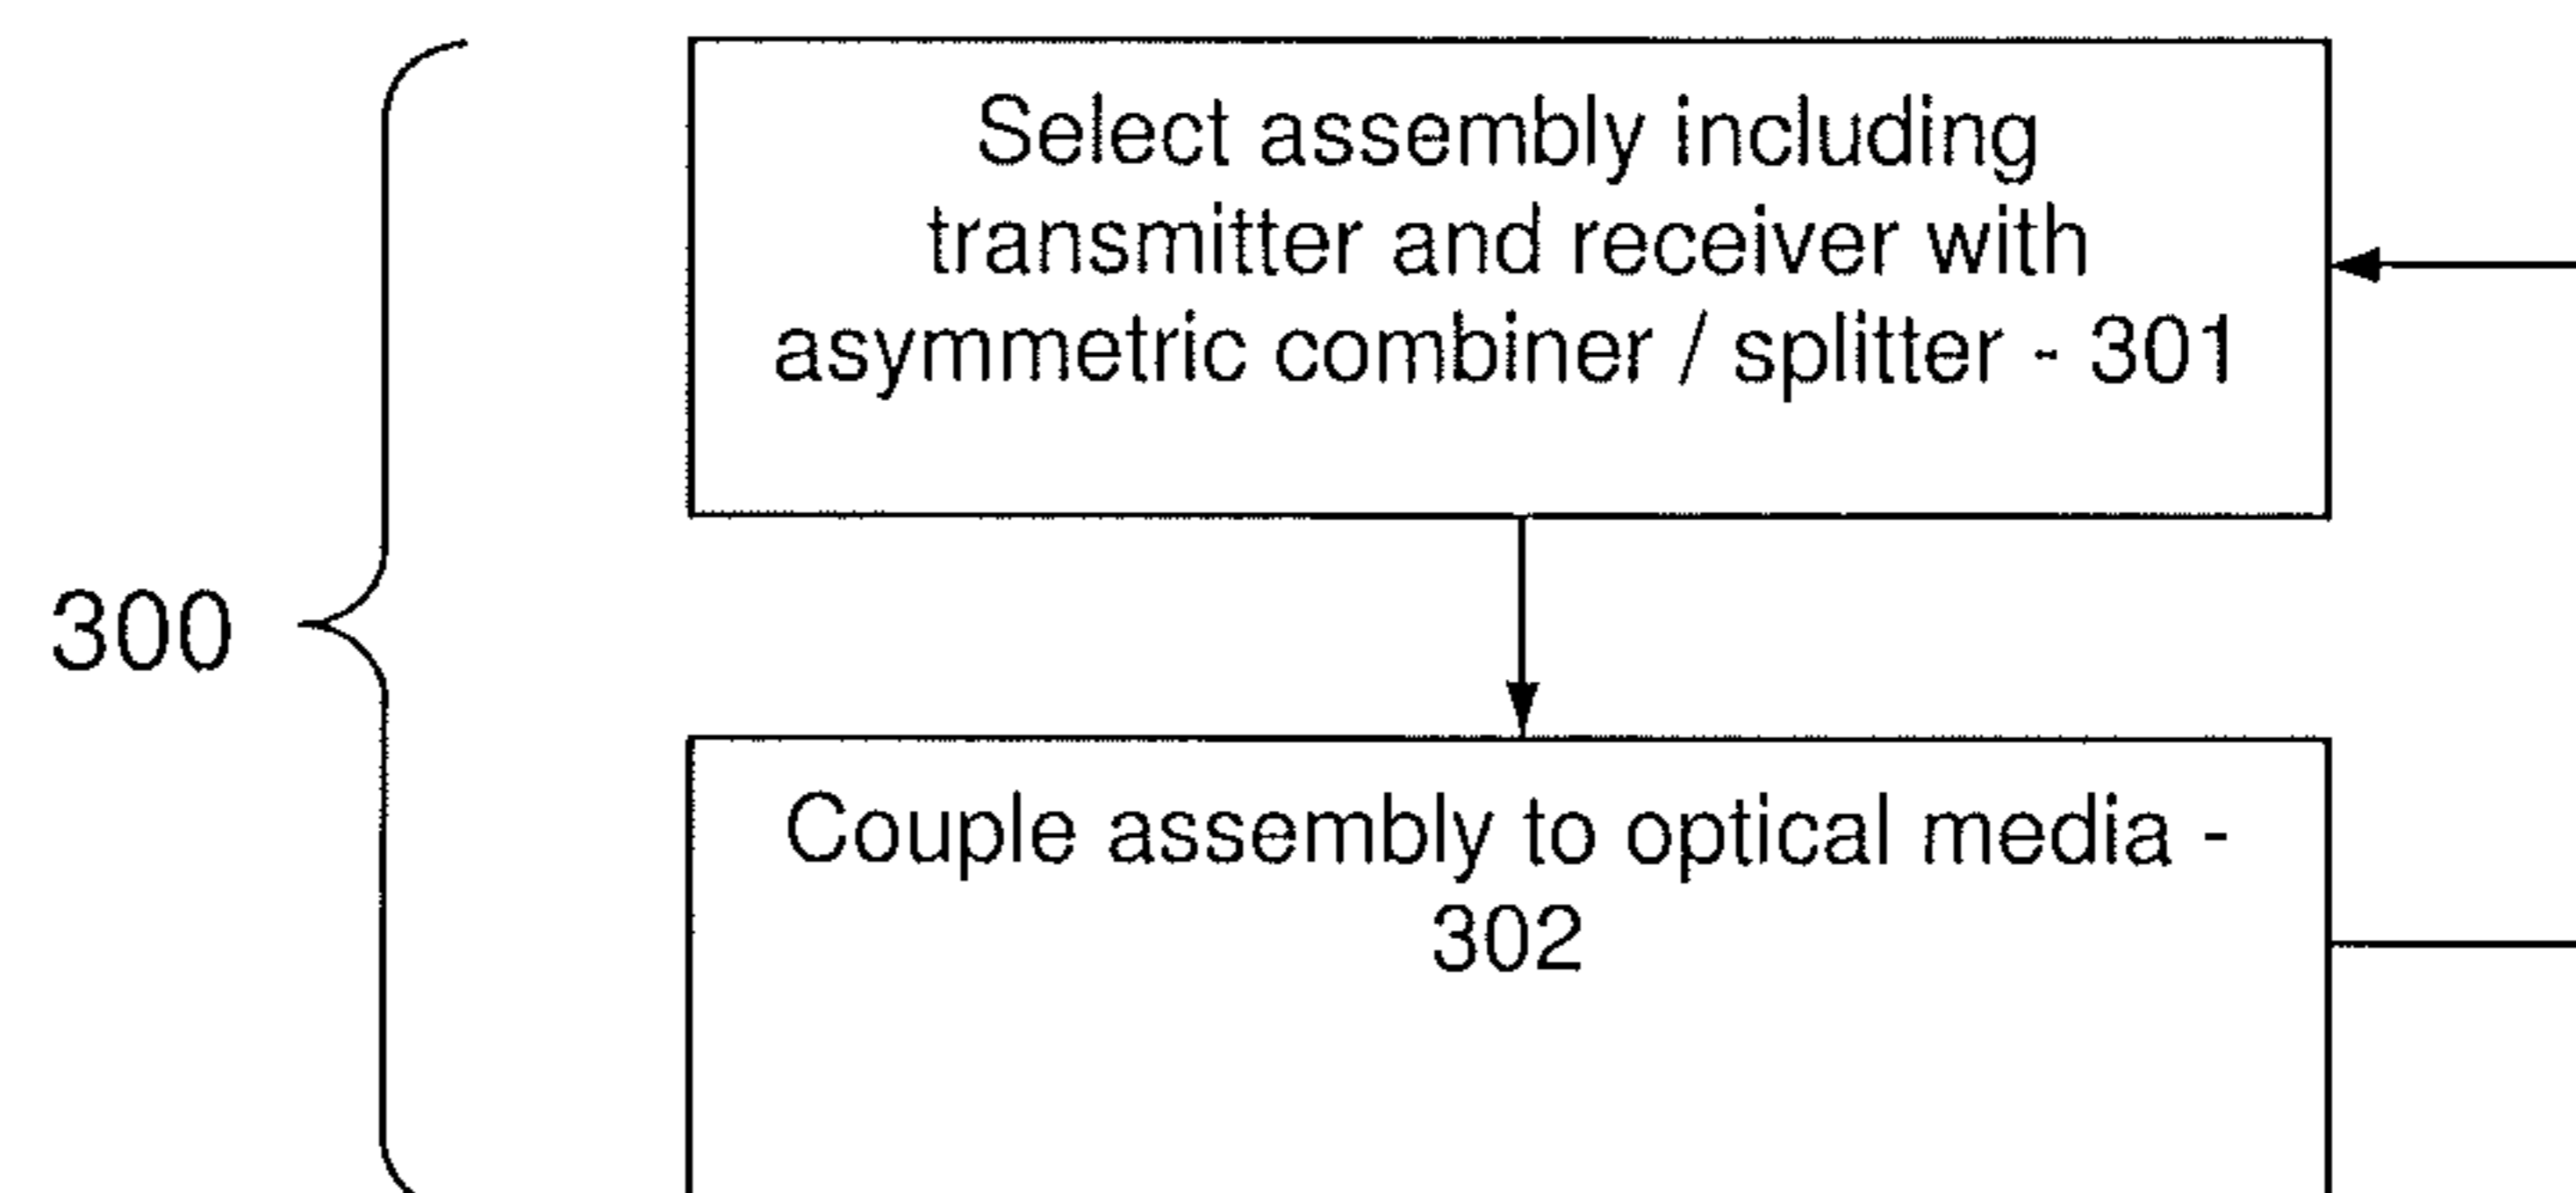 Select assembly including
transmitter and receiver with
asymmetric combiner / splitter - 301
300
Couple assembly to optical media -
302